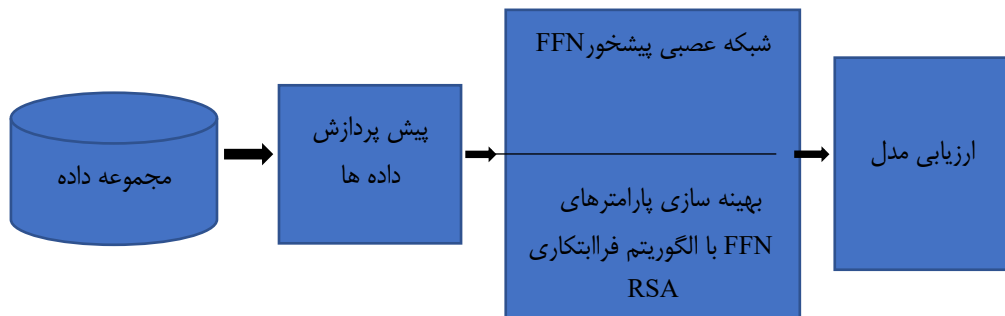 مجموعه داده
پیش پردازش
داده ها
شبکه عصبی پیشخورFFN
بهینه سازی پارامترهای
FFN با الگوریتم فراابتکاری
RSA
ارزیابی مدل